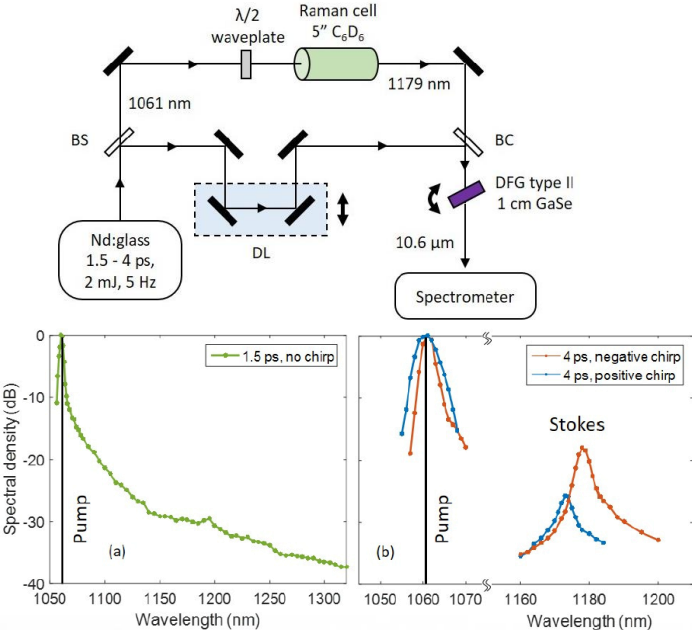 λ/2
waveplate
Raman cell
5” C₆D₆
1061 nm
1179 nm
BS
BC
DFG type II
1 cm GaSe
Nd:glass
1.5 - 4 ps,
2 mJ, 5 Hz
DL
10.6 µm
Spectrometer
Spectral density (dB)
0
-10
-20
-30
-40
1.5 ps, no chirp
Pump
(a)
1050 1100 1150 1200 1250 1300
Wavelength (nm)
4 ps, negative chirp
4 ps, positive chirp
Stokes
Pump
(b)
1050 1060 1070 1160 1180 1200
Wavelength (nm)